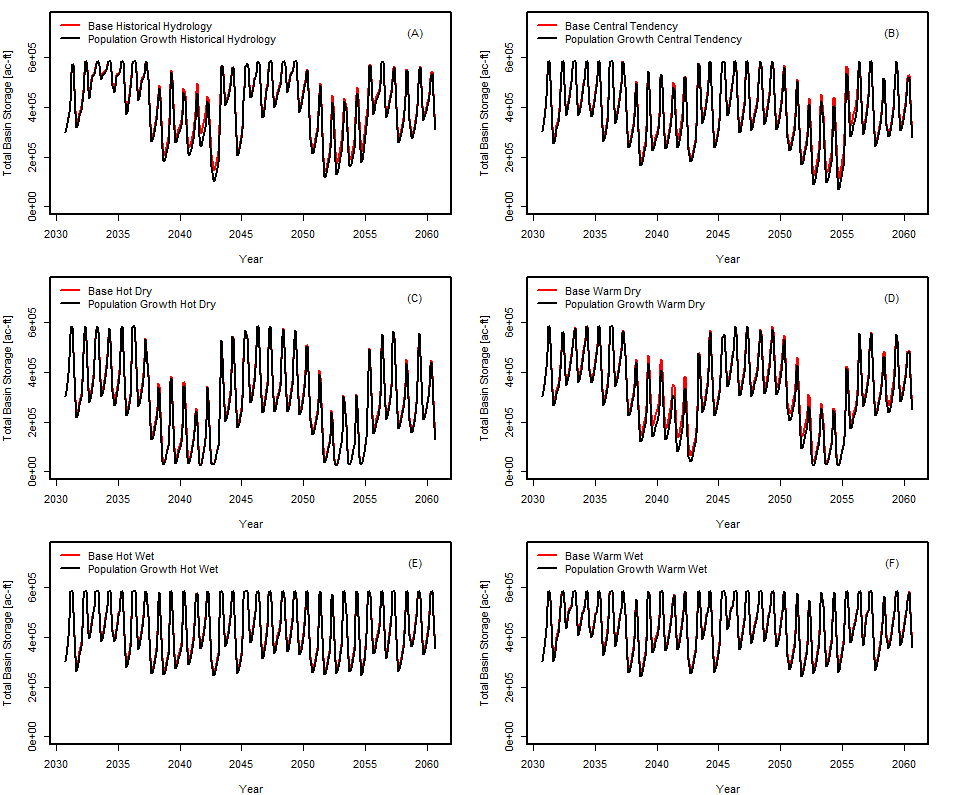 Base Historical Hydrology
Population Growth Historical Hydrology
(A)
Total Basin Storage [ac-ft]
0e+00 2e+05 4e+05 6e+05
2030 2035 2040 2045 2050 2055 2060
Year
Base Central Tendency
Population Growth Central Tendency
(B)
Total Basin Storage [ac-ft]
0e+00 2e+05 4e+05 6e+05
2030 2035 2040 2045 2050 2055 2060
Year
Base Hot Dry
Population Growth Hot Dry
(C)
Total Basin Storage [ac-ft]
0e+00 2e+05 4e+05 6e+05
2030 2035 2040 2045 2050 2055 2060
Year
Base Warm Dry
Population Growth Warm Dry
(D)
Total Basin Storage [ac-ft]
0e+00 2e+05 4e+05 6e+05
2030 2035 2040 2045 2050 2055 2060
Year
Base Hot Wet
Population Growth Hot Wet
(E)
Total Basin Storage [ac-ft]
0e+00 2e+05 4e+05 6e+05
2030 2035 2040 2045 2050 2055 2060
Year
Base Warm Wet
Population Growth Warm Wet
(F)
Total Basin Storage [ac-ft]
0e+00 2e+05 4e+05 6e+05
2030 2035 2040 2045 2050 2055 2060
Year